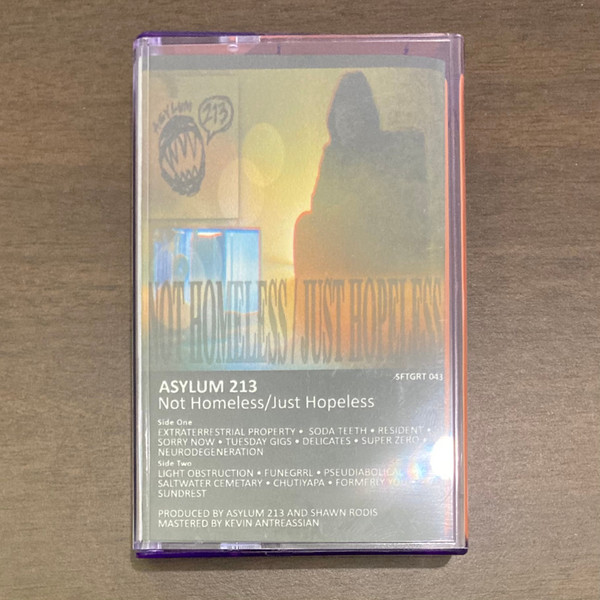 ASYLUM
213
NOT HOMELESS/JUST HOPELESS
SFTGRT 043
ASYLUM 213
Not Homeless/Just Hopeless
Side One
EXTRATERRESTRIAL PROPERTY • SODA TEETH • RESIDENT •
SORRY NOW • TUESDAY GIGS • DELICATES • SUPER ZERO •
NEURODEGENERATION
Side Two
LIGHT OBSTRUCTION • FUNEGRRL • PSEUDIABOLICAL
SALTWATER CEMETARY • CHUTIYAPA • FORMERLY
SUNDREST
PRODUCED BY ASYLUM 213 AND SHAWN RODIS
MASTERED BY KEVIN ANTREASSIAN